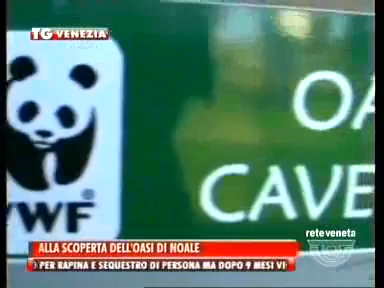 TG VENEZIA
OA
CAVE
®
WWF
reteveneta
ALLA SCOPERTA DELL'OASI DI NOALE
O PER RAPINA E SEQUESTRO DI PERSONA MA DOPO 9 MESI VI